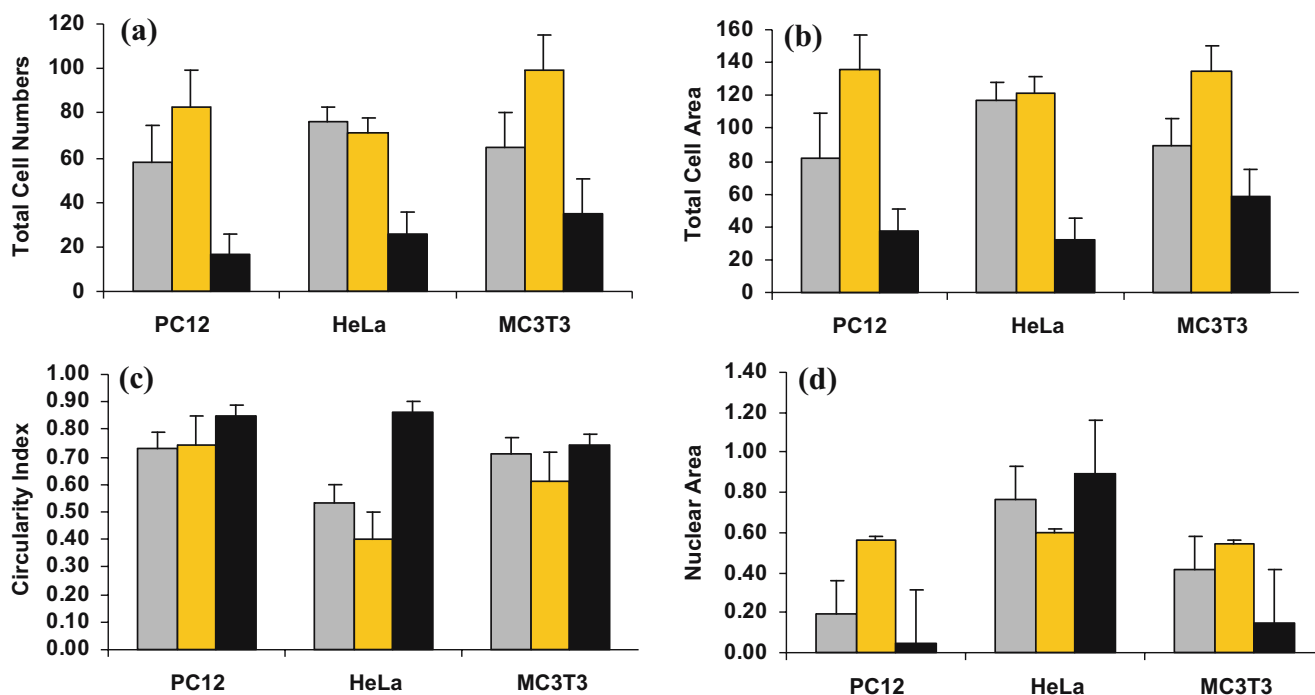 (a)
Total Cell Numbers
120
100
80
60
40
20
0
PC12 HeLa MC3T3
(b)
Total Cell Area
160
140
120
100
80
60
40
20
0
PC12 HeLa MC3T3
(c)
Circularity Index
1.00
0.90
0.80
0.70
0.60
0.50
0.40
0.30
0.20
0.10
0.00
PC12 HeLa MC3T3
(d)
Nuclear Area
1.40
1.20
1.00
0.80
0.60
0.40
0.20
0.00
PC12 HeLa MC3T3